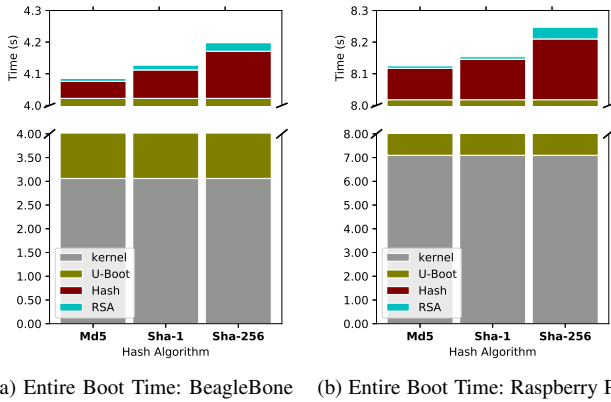 4.3
4.2
4.1
4.0
Time (s)
4.00
3.50
3.00
2.50
2.00
1.50
1.00
0.50
0.00
kernel
U-Boot
Hash
RSA
Md5 Sha-1 Sha-256
Hash Algorithm
8.3
8.2
8.1
8.0
Time (s)
8.00
7.00
6.00
5.00
4.00
3.00
2.00
1.00
0.00
kernel
U-Boot
Hash
RSA
Md5 Sha-1 Sha-256
Hash Algorithm
a) Entire Boot Time: BeagleBone
(b) Entire Boot Time: Raspberry P